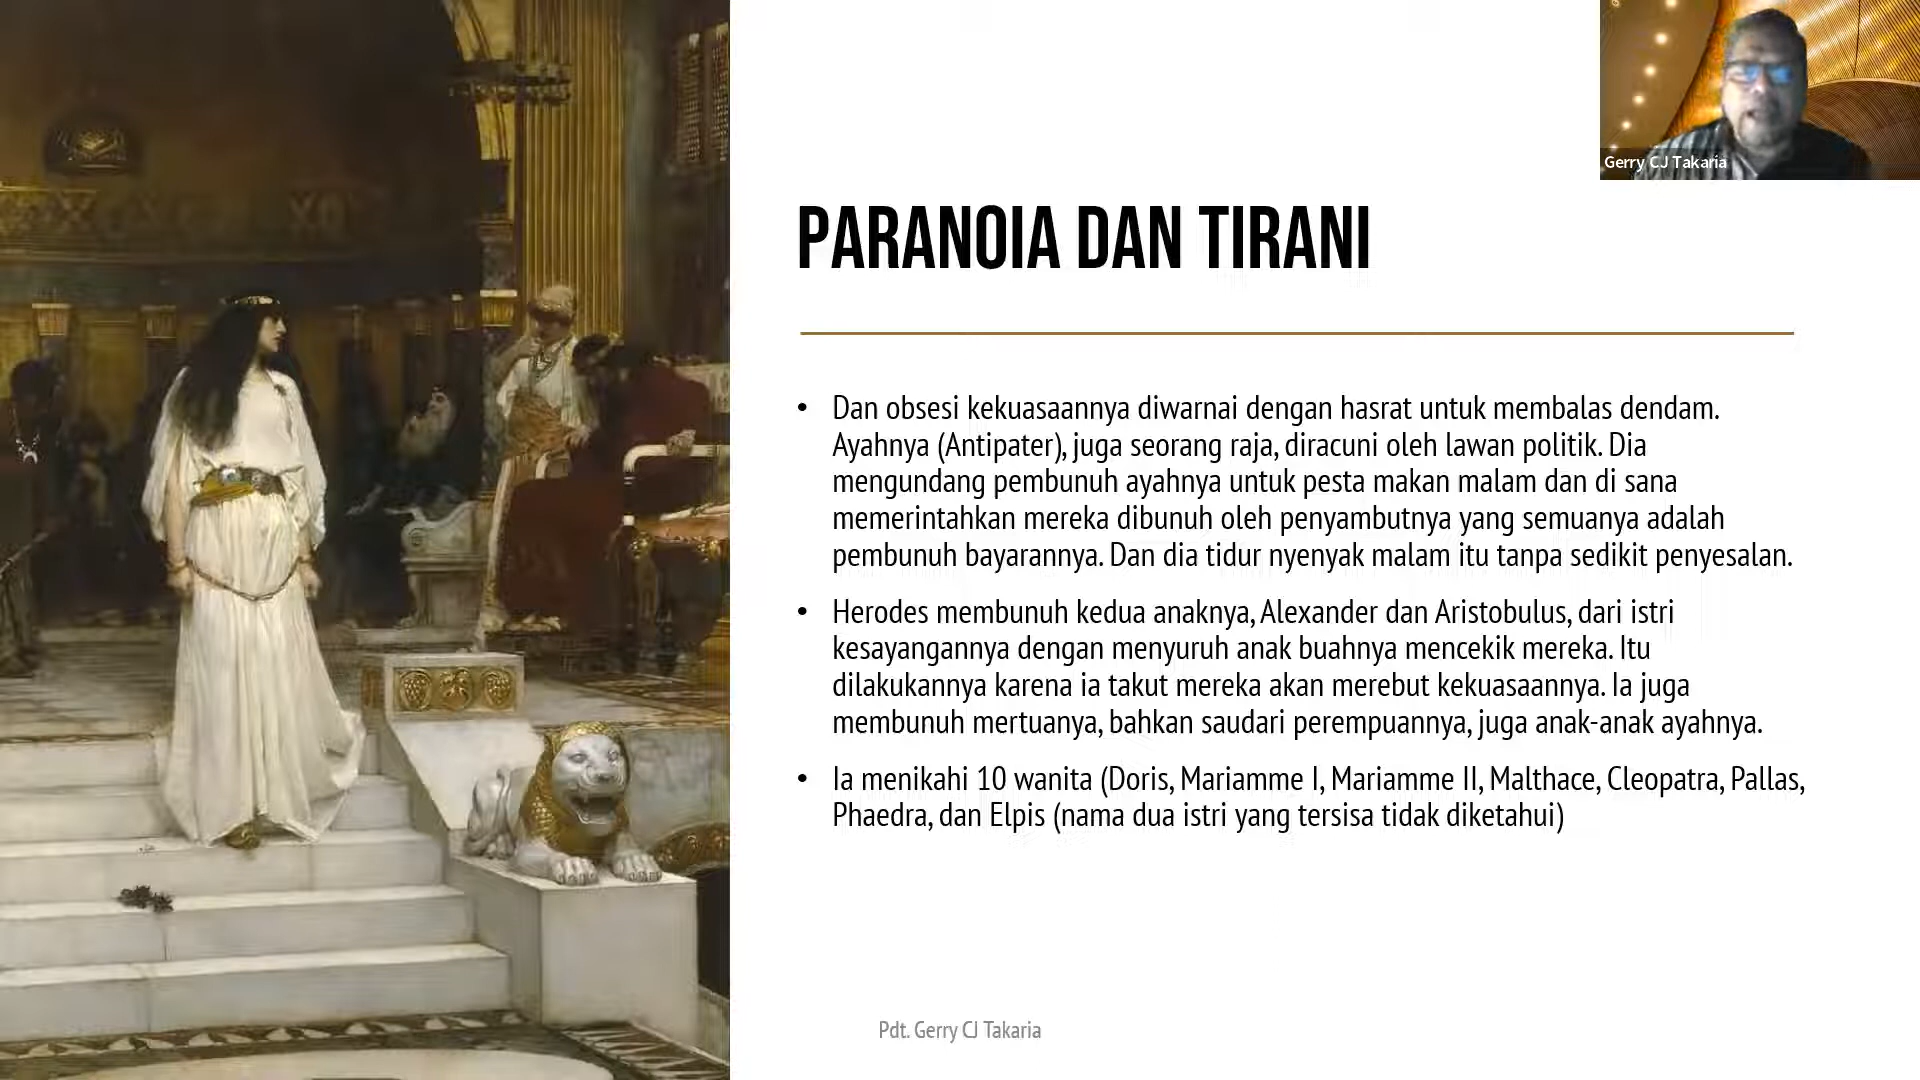 Gerry CJ Takaria
PARANOIA DAN TIRANI
• Dan obsesi kekuasaannya diwarnai dengan hasrat untuk membalas dendam.
Ayahnya (Antipater), juga seorang raja, diracuni oleh lawan politik. Dia
mengundang pembunuh ayahnya untuk pesta makan malam dan di sana
memerintahkan mereka dibunuh oleh penyambutnya yang semuanya adalah
pembunuh bayarannya. Dan dia tidur nyenyak malam itu tanpa sedikit penyesalan.
• Herodes membunuh kedua anaknya, Alexander dan Aristobulus, dari istri
kesayangannya dengan menyuruh anak buahnya mencekik mereka. Itu
dilakukannya karena ia takut mereka akan merebut kekuasaannya. Ia juga
membunuh mertuanya, bahkan saudari perempuannya, juga anak-anak ayahnya.
• Ia menikahi 10 wanita (Doris, Mariamme I, Mariamme II, Malthace, Cleopatra, Pallas,
Phaedra, dan Elpis (nama dua istri yang tersisa tidak diketahui)
Pdt. Gerry CJ Takaria